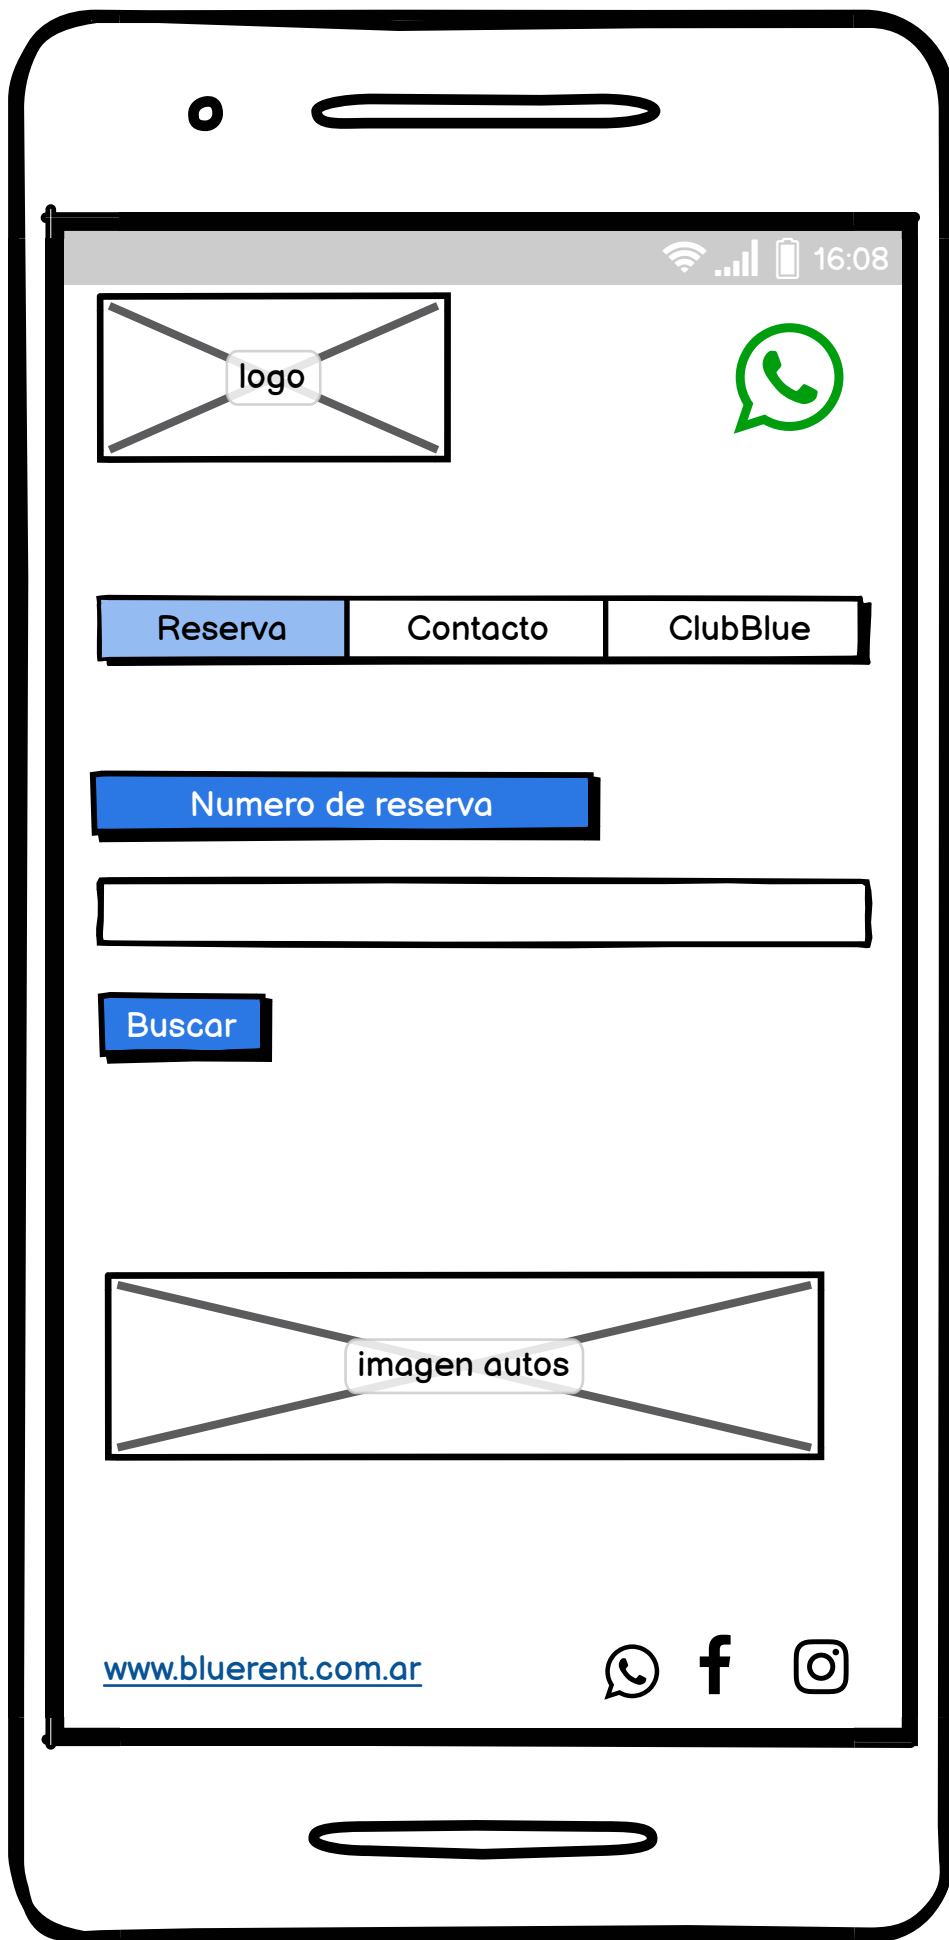 16:08
logo
Reserva Contacto ClubBlue
Numero de reserva
Buscar
imagen autos
www.bluerent.com.ar